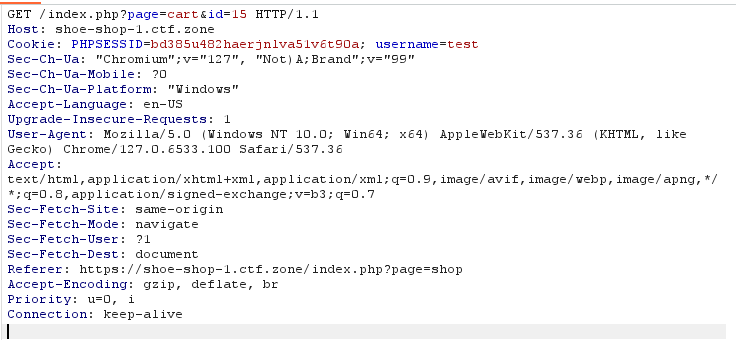 GET /index.php?page=cart&id=15 HTTP/1.1
Host: shoe-shop-1.ctf.zone
Cookie: PHPSESSID=bd385u482haerjnlva51v6t90a; username=test
Sec-Ch-Ua: "Chromium";v="127", "Not)A;Brand";v="99"
Sec-Ch-Ua-Mobile: ?0
Sec-Ch-Ua-Platform: "Windows"
Accept-Language: en-US
Upgrade-Insecure-Requests: 1
User-Agent: Mozilla/5.0 (Windows NT 10.0; Win64; x64) AppleWebKit/537.36 (KHTML, like
Gecko) Chrome/127.0.6533.100 Safari/537.36
Accept:
text/html,application/xhtml+xml,application/xml;q=0.9,image/avif,image/webp,image/apng,*/
*;q=0.8,application/signed-exchange;v=b3;q=0.7
Sec-Fetch-Site: same-origin
Sec-Fetch-Mode: navigate
Sec-Fetch-User: ?1
Sec-Fetch-Dest: document
Referer: https://shoe-shop-1.ctf.zone/index.php?page=shop
Accept-Encoding: gzip, deflate, br
Priority: u=0, i
Connection: keep-alive